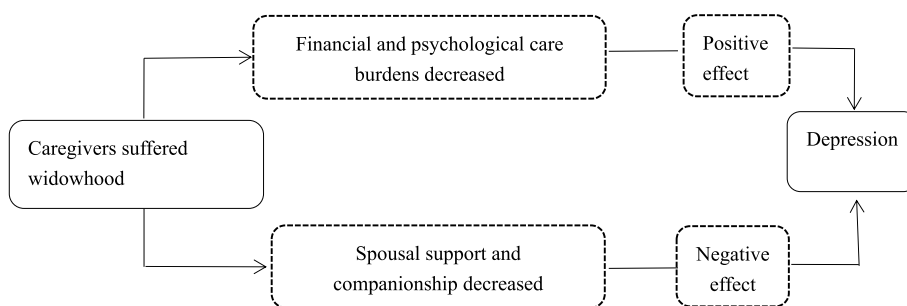 Financial and psychological care
burdens decreased
Positive
effect
Caregivers suffered
widowhood
Depression
Spousal support and
companionship decreased
Negative
effect